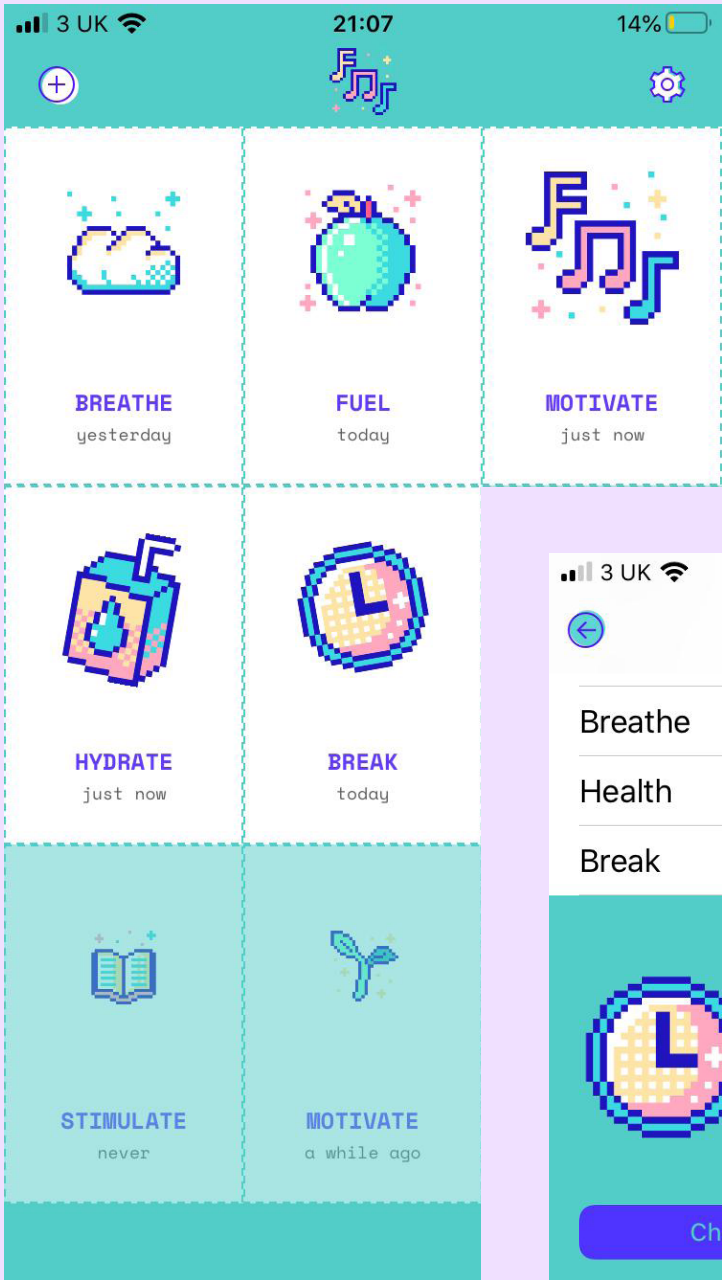 3 UK
21:07
14%
BREATHE
yesterday
FUEL
today
MOTIVATE
just now
HYDRATE
just now
BREAK
today
STIMULATE
never
MOTIVATE
a while ago
3 UK
Breathe
Health
Break
Ch